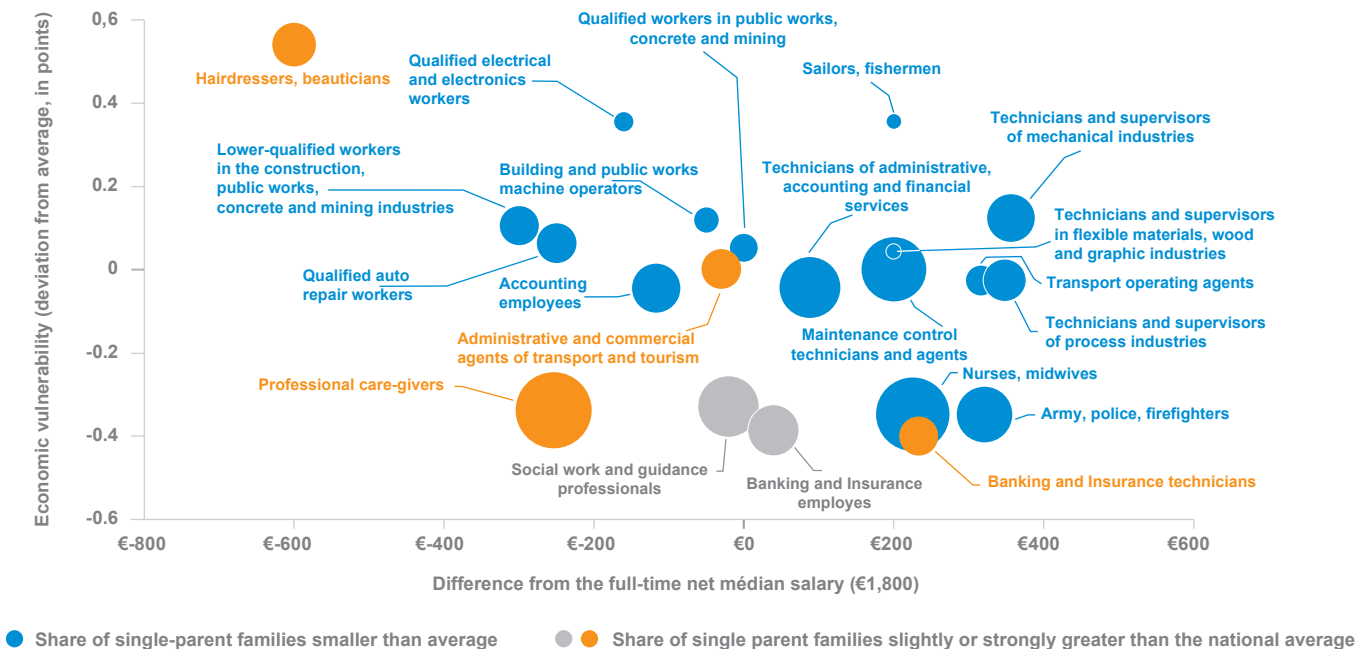 Economic vulnerability (deviation from average, in points)
0,6
0.4
0.2
0
-0.2
-0.4
-0.6
Hairdressers, beauticians
Qualified electrical
and electronics
workers
Qualified workers in public works,
concrete and mining
Sailors, fishermen
Technicians and supervisors
of mechanical industries
Lower-qualified workers
in the construction,
public works,
concrete and mining industries
Building and public works
machine operators
Technicians of administrative,
accounting and financial
services
Technicians and supervisors
in flexible materials, wood
and graphic industries
Qualified auto
repair workers
Accounting
employees
Transport operating agents
Administrative and commercial
agents of transport and tourism
Maintenance control
technicians and agents
Technicians and supervisors
of process industries
Professional care-givers
Nurses, midwives
Army, police, firefighters
Social work and guidance
professionals
Banking and Insurance
employes
Banking and Insurance technicians
€-800
€-600
€-400
€-200
€0
€200
€400
€600
Difference from the full-time net médian salary (€1,800)
Share of single-parent families smaller than average
Share of single parent families slightly or strongly greater than the national average